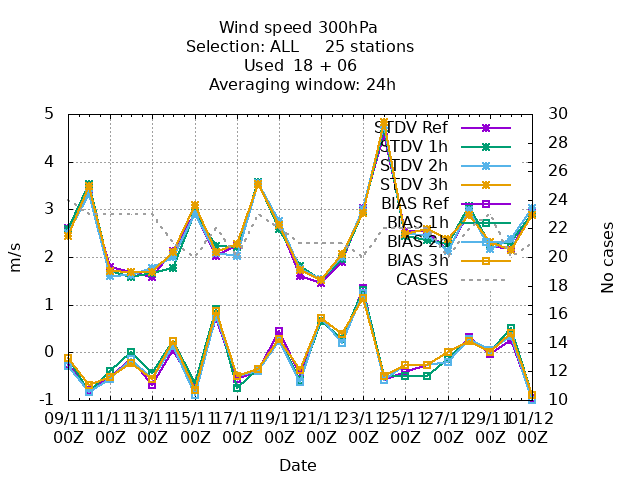 Wind speed 300hPa
Selection: ALL 25 stations
Used 18 + 06
Averaging window: 24h
5
4
3
2
1
0
-1
m/s
30
28
26
24
22
20
18
16
14
12
10
No cases
STDV Ref
STDV 1h
STDV 2h
STDV 3h
BIAS Ref
BIAS 1h
BIAS 2h
BIAS 3h
CASES
09/11 11/11 13/11 15/11 17/11 19/11 21/11 23/11 25/11 27/11 29/11 01/12
00Z 00Z 00Z 00Z 00Z 00Z 00Z 00Z 00Z 00Z 00Z 00Z
Date